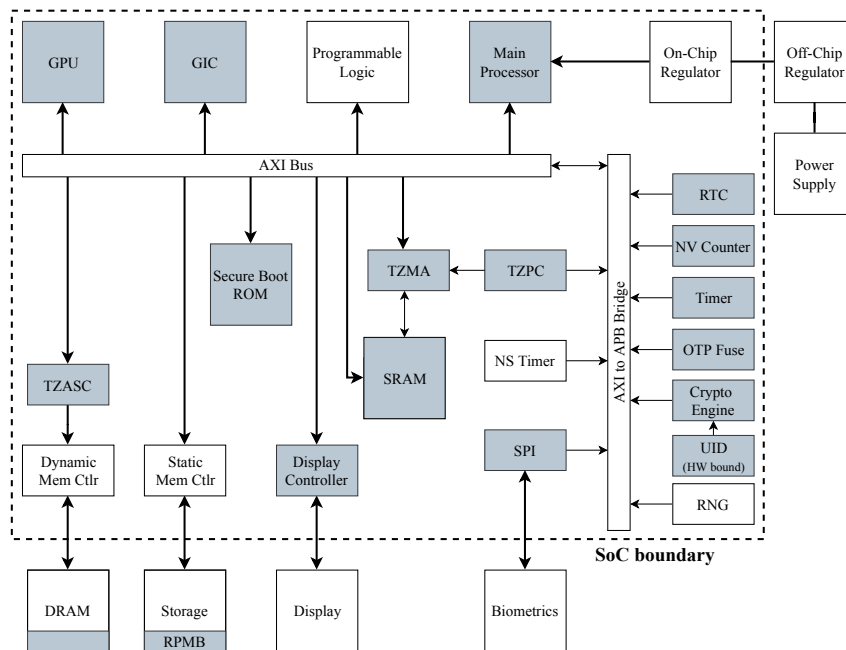 GPU
GIC
Programmable
Logic
Main
Processor
On-Chip
Regulator
Off-Chip
Regulator
AXI Bus
Power
Supply
RTC
NV Counter
Timer
OTP Fuse
Crypto
Engine
UID
(HW bound)
RNG
AXI to APB Bridge
Secure Boot
ROM
TZMA
TZPC
SRAM
NS Timer
TZASC
SPI
Dynamic
Mem Ctlr
Static
Mem Ctlr
Display
Controller
SoC boundary
DRAM
Storage
RPMB
Display
Biometrics